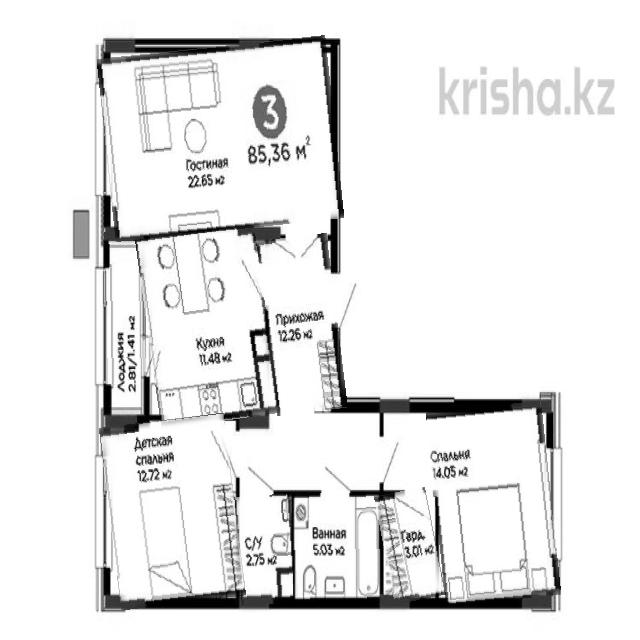 krisha.kz
3
85,36 м²
Гостиная
22.65 м2
Прихожая
12.26 м2
Лоджия
2.81/1.41 м2
Кухня
11.48 м2
Детская
спальня
12.72 м2
Спальня
14.05 м2
С/У
2.75 м2
Ванная
5.03 м2
Гард.
3.01 м2